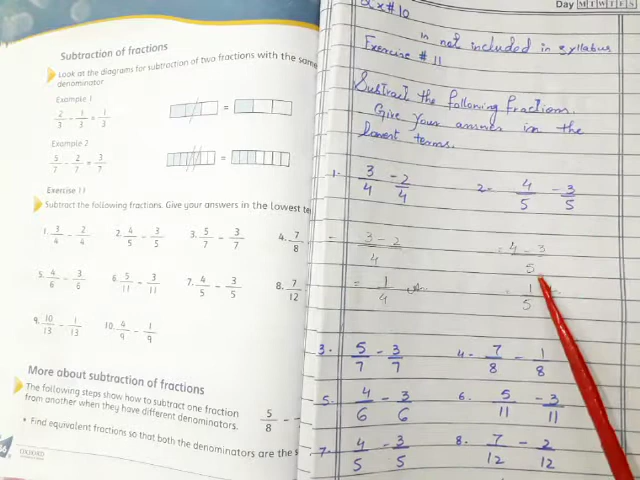 Subtraction of fractions
Look at the diagrams for subtraction of two fractions with the same
denominator
Example 1
2/3 - 1/3 = 1/3
=
Example 2
5/7 - 2/7 = 3/7
=
Exercise 11
Subtract the following fractions. Give your answers in the lowest te
1. 3/4 - 2/4 2. 4/5 - 3/5 3. 5/7 - 3/7 4. 7/8
5. 4/6 - 3/6 6. 5/11 - 3/11 7. 4/5 - 3/5 8. 7/12
9. 10/13 - 1/13 10. 4/9 - 1/9
More about subtraction of fractions
The following steps show how to subtract one fraction
from another when they have different denominators.
5/8 -
• Find equivalent fractions so that both the denominators are the s
OXFORD
Day M T W T F S
Ex#10
in not included in syllabus
Exercise # 11
Subtract the following fractions.
Give your answer in the
lowest terms.
1- 3/4 - 2/4 2- 4/5 - 3/5
= 3 - 2/4 = 4 - 3/5
= 1/4 = 1/5
3- 5/7 - 3/7 4- 7/8 - 1/8
5- 4/6 - 3/6 6. 5/11 - 3/11
7- 4/5 - 3/5 8. 7/12 - 2/12